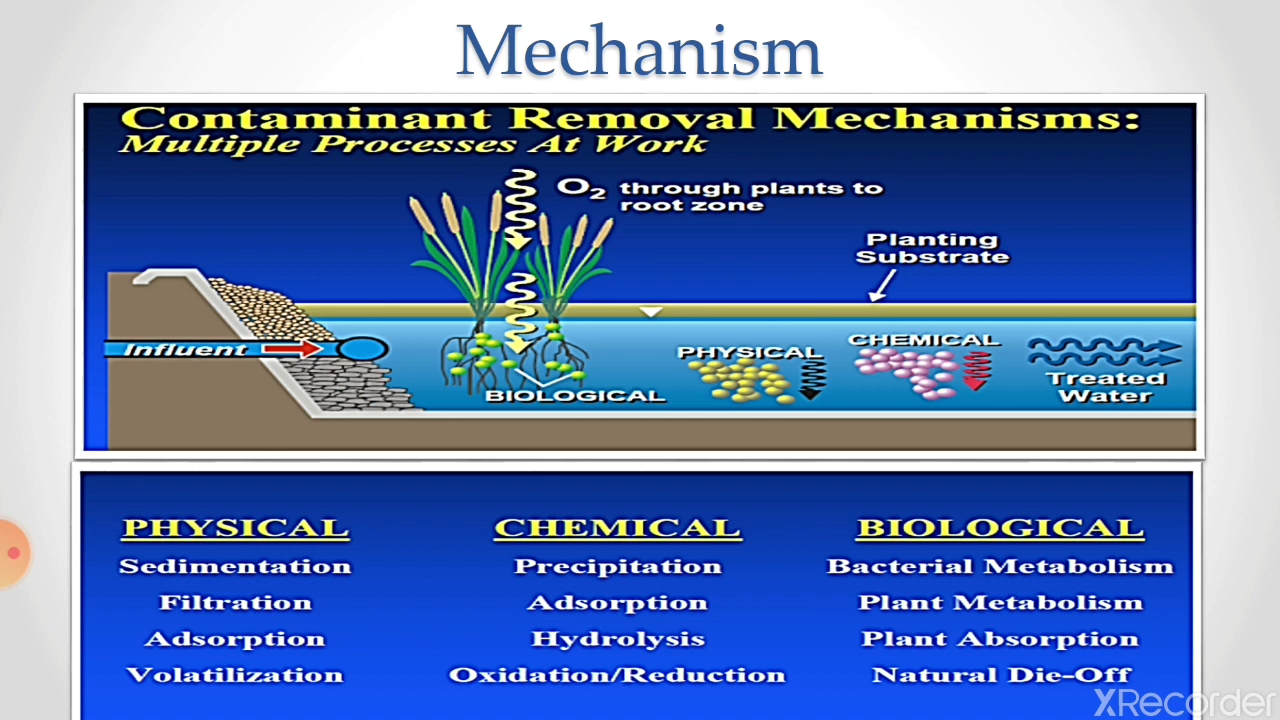 Mechanism
Contaminant Removal Mechanisms:
Multiple Processes At Work
O2 through plants to
root zone
Planting
Substrate
Influent
BIOLOGICAL
PHYSICAL
CHEMICAL
Treated
Water
PHYSICAL CHEMICAL BIOLOGICAL
Sedimentation Precipitation Bacterial Metabolism
Filtration Adsorption Plant Metabolism
Adsorption Hydrolysis Plant Absorption
Volatilization Oxidation/Reduction Natural Die-Off
XRecorder